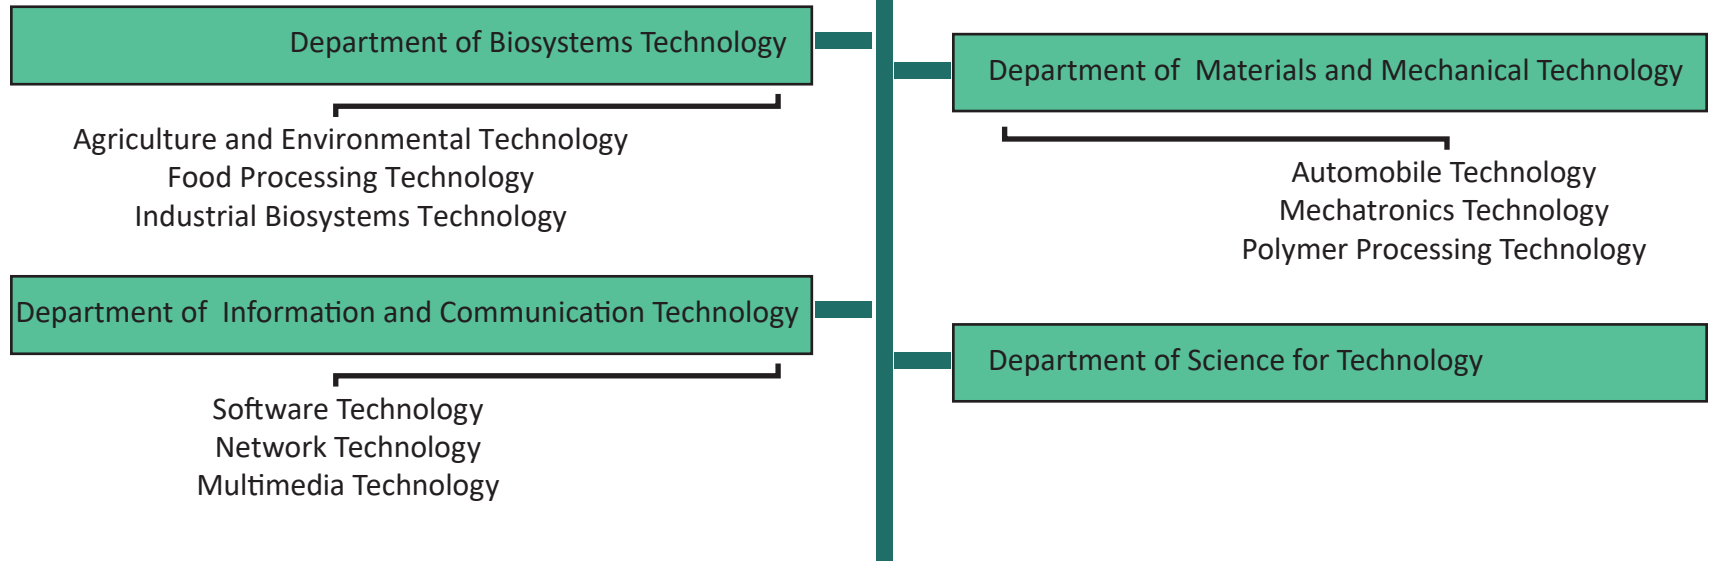 Department of Biosystems Technology
Agriculture and Environmental Technology
Food Processing Technology
Industrial Biosystems Technology
Department of Materials and Mechanical Technology
Automobile Technology
Mechatronics Technology
Polymer Processing Technology
Department of Information and Communication Technology
Software Technology
Network Technology
Multimedia Technology
Department of Science for Technology